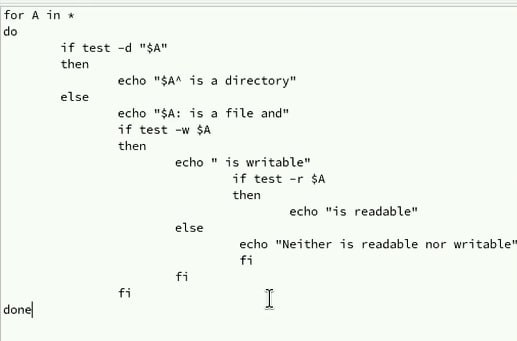 for A in *
do
if test -d "$A"
then
echo "$A^ is a directory"
else
echo "$A: is a file and"
if test -w $A
then
echo " is writable"
if test -r $A
then
echo "is readable"
else
echo "Neither is readable nor writable"
fi
fi
fi
done